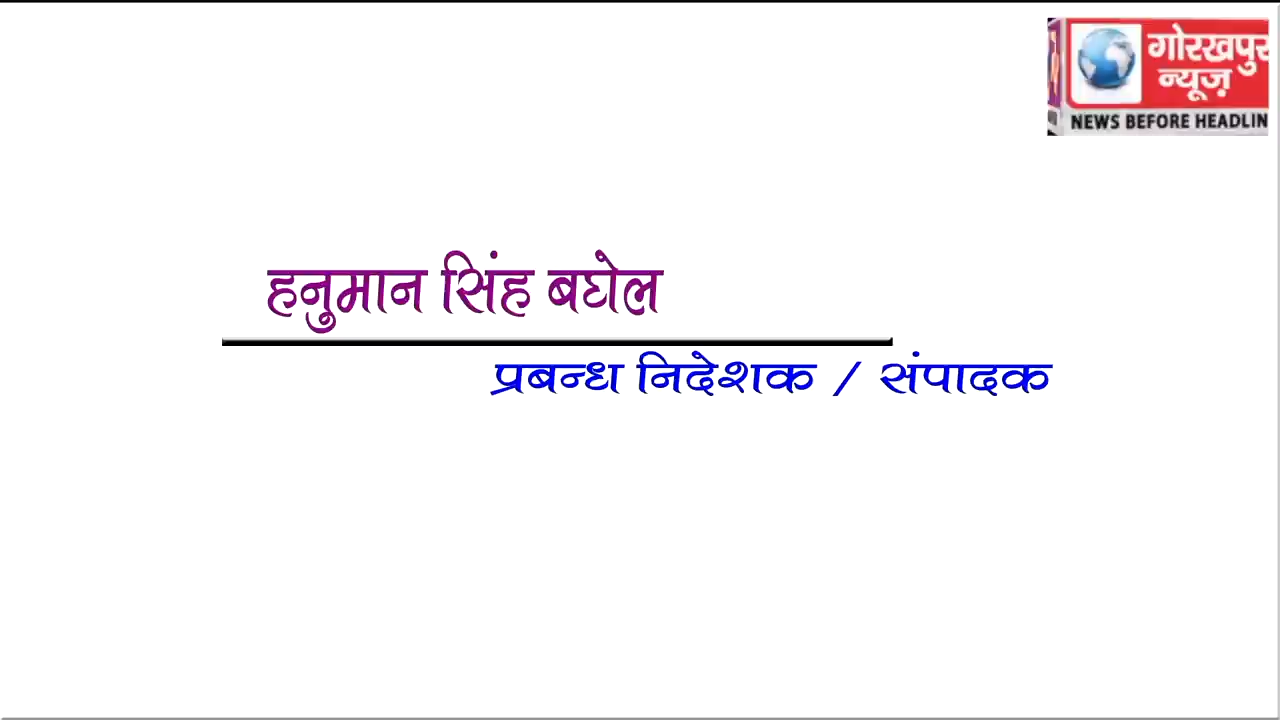 गोरखपुर
न्यूज़
NEWS BEFORE HEADLIN
हनुमान सिंह बघेल
प्रबन्ध निदेशक / संपादक